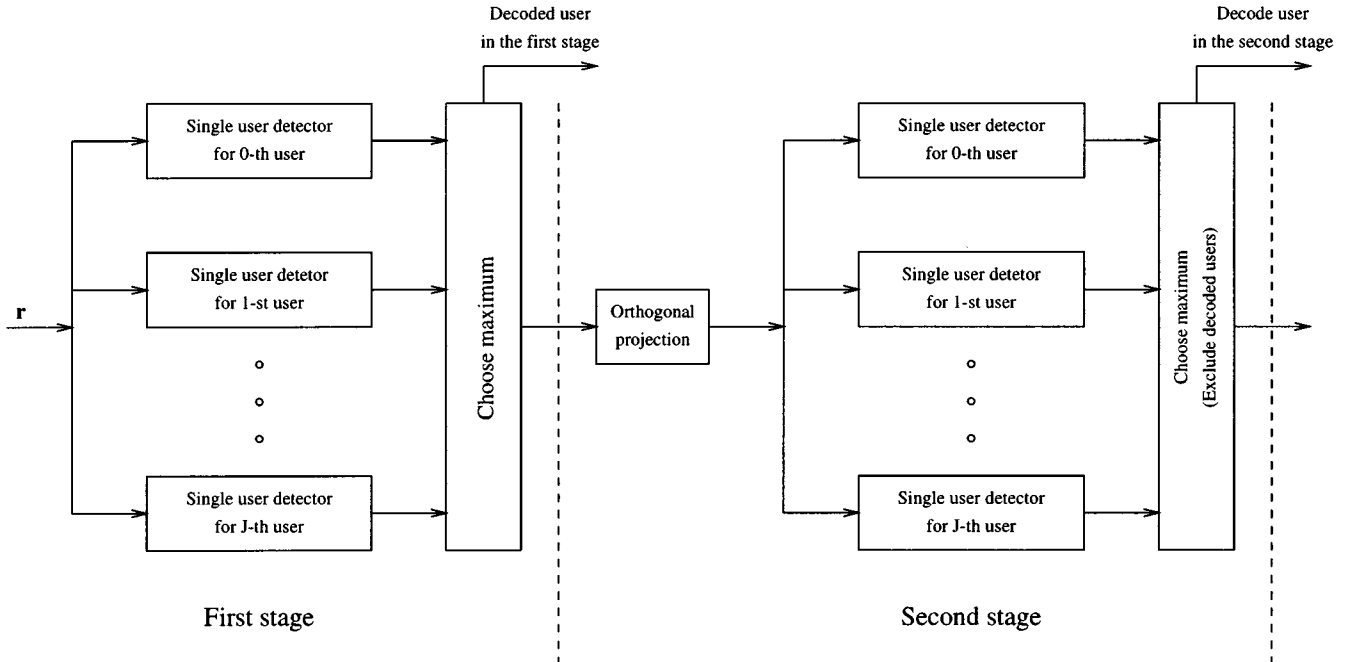 Decoded user
in the first stage
Decode user
in the second stage
Single user detector
for 0-th user
Single user detector
for 0-th user
Single user detetor
for 1-st user
Single user detetor
for 1-st user
r
Choose maximum
Orthogonal
projection
Choose maximum
(Exclude decoded users)
Single user detector
for J-th user
Single user detector
for J-th user
First stage
Second stage